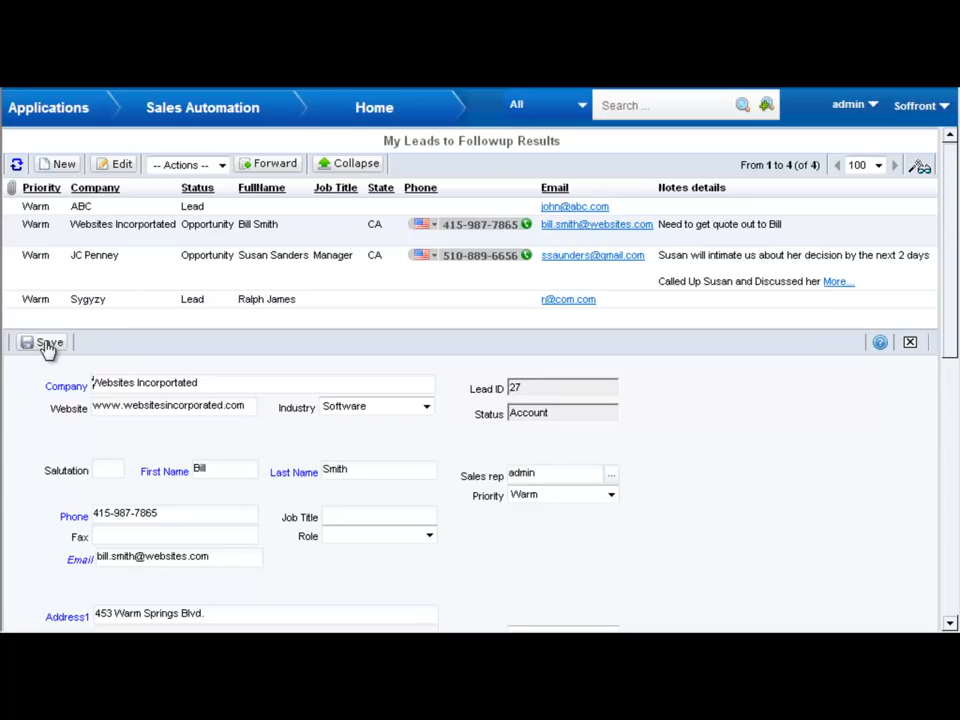 Applications Sales Automation Home All Search ... admin Soffront
My Leads to Followup Results
New Edit -- Actions -- Forward Collapse From 1 to 4 (of 4) 100
Priority Company Status FullName Job Title State Phone Email Notes details
Warm ABC Lead john@abc.com
Warm Websites Incorportated Opportunity Bill Smith CA 415-987-7865 bill.smith@websites.com Need to get quote out to Bill
Warm JC Penney Opportunity Susan Sanders Manager CA 510-889-6656 ssaunders@gmail.com Susan will intimate us about her decision by the next 2 days
Called Up Susan and Discussed her More...
Warm Sygyzy Lead Ralph James r@com.com
Save
Company Websites Incorportated Lead ID 27
Website www.websitesincorporated.com Industry Software Status Account
Salutation First Name Bill Last Name Smith Sales rep admin ...
Priority Warm
Phone 415-987-7865 Job Title
Fax Role
Email bill.smith@websites.com
Address1 453 Warm Springs Blvd.